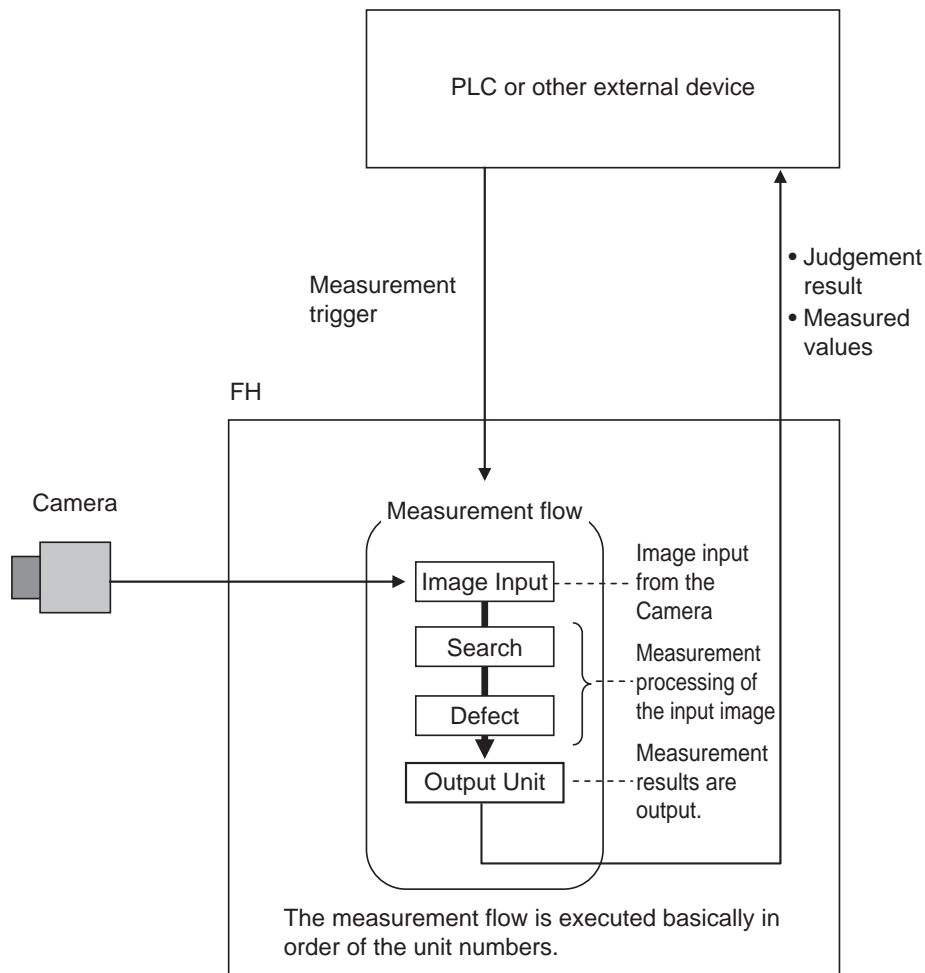 PLC or other external device
Measurement
trigger
• Judgement
result
• Measured
values
FH
Camera
Measurement flow
Image Input
Search
Defect
Output Unit
Image input
from the
Camera
Measurement
processing of
the input image
Measurement
results are
output.
The measurement flow is executed basically in
order of the unit numbers.